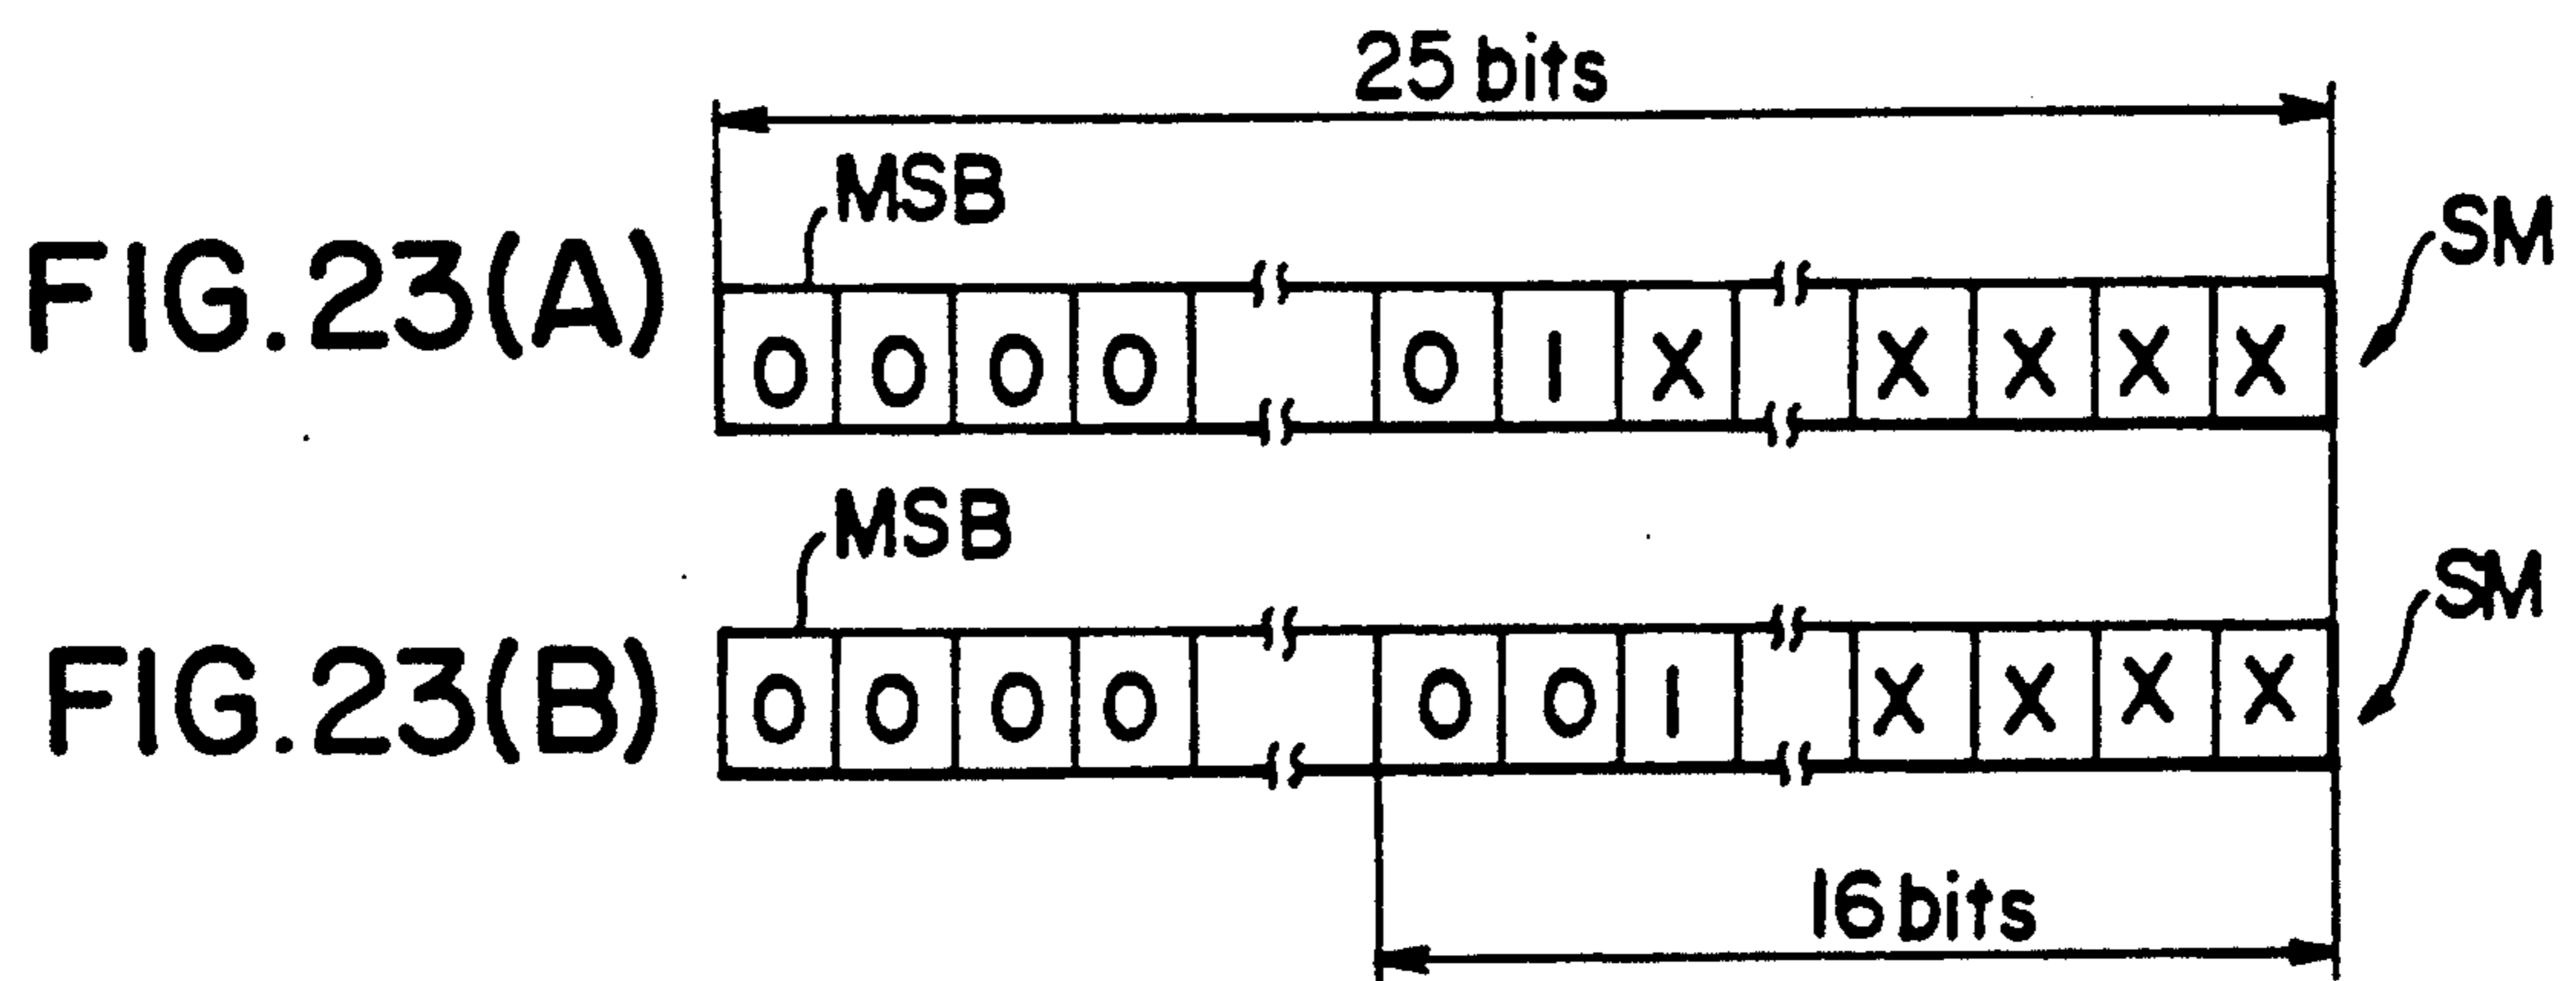 25 bits
MSB
SM
FIG.23(A)
0 0 0 0 0 1 X X X X X
MSB
SM
FIG.23(B)
0 0 0 0 0 0 1 X X X X
16 bits